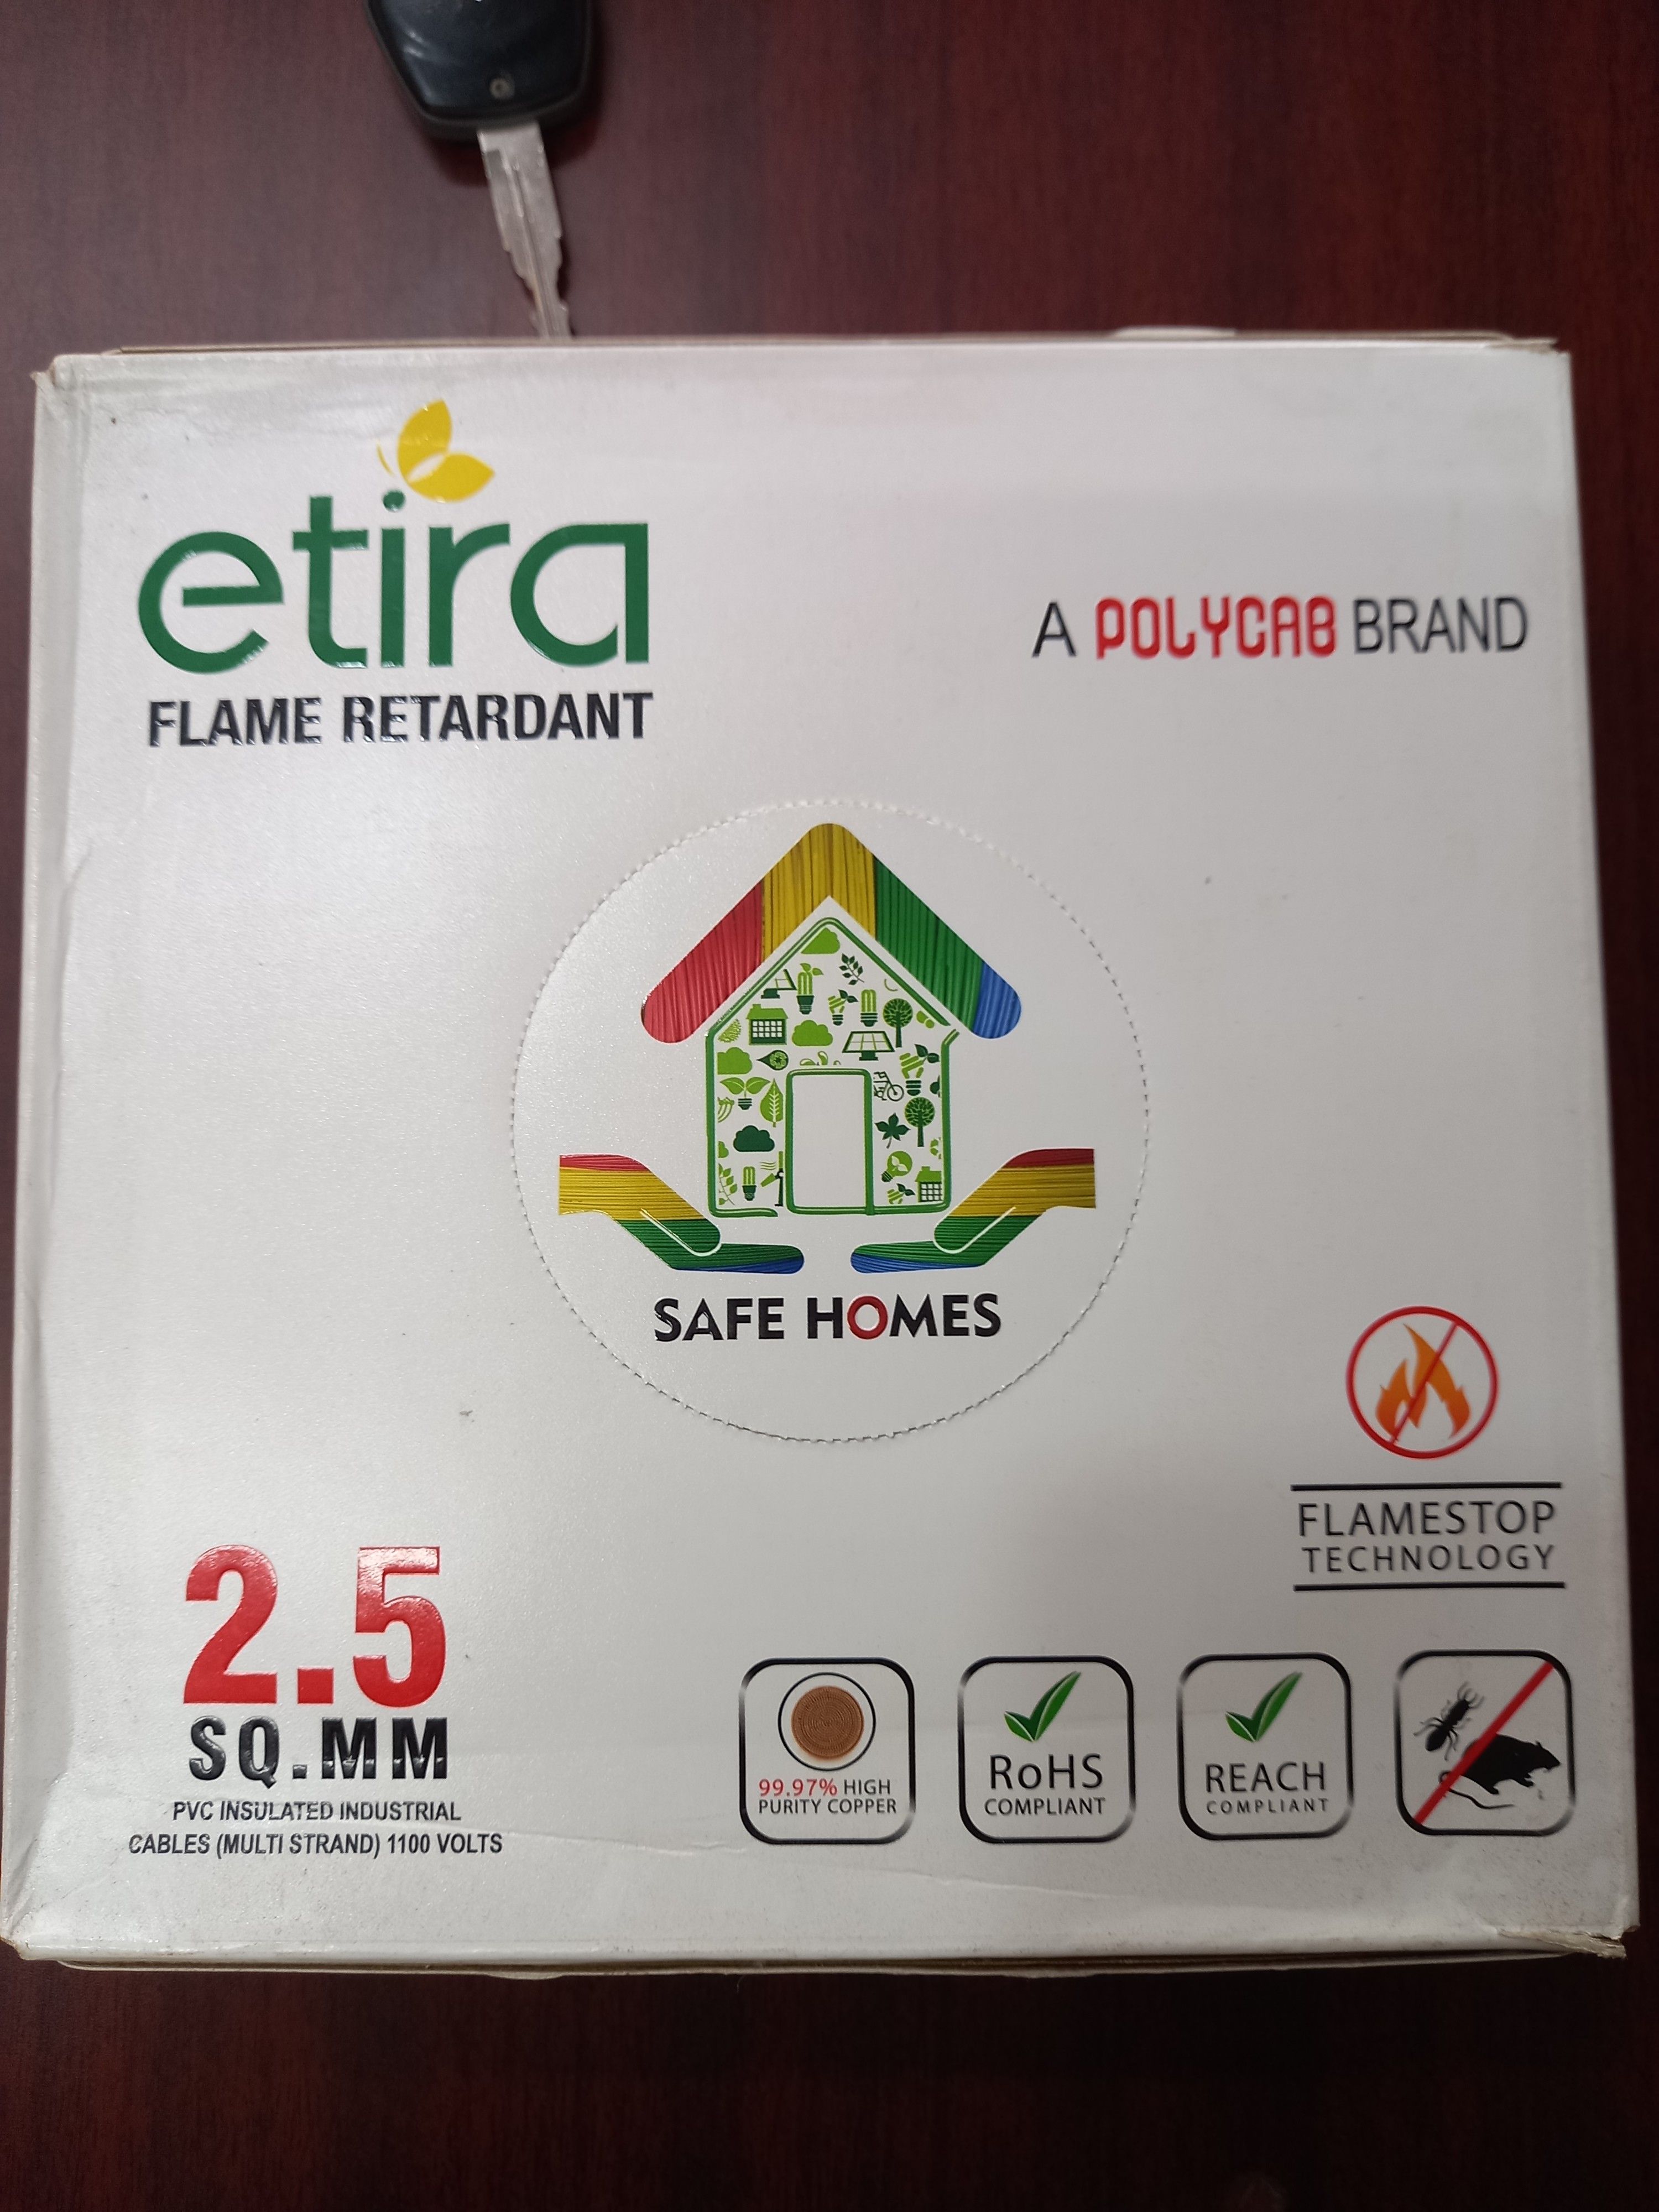 etira
FLAME RETARDANT
A POLYCAB BRAND
SAFE HOMES
FLAMESTOP
TECHNOLOGY
2.5
SQ.MM
PVC INSULATED INDUSTRIAL
CABLES (MULTI STRAND) 1100 VOLTS
99.97% HIGH
PURITY COPPER
RoHS
COMPLIANT
REACH
COMPLIANT